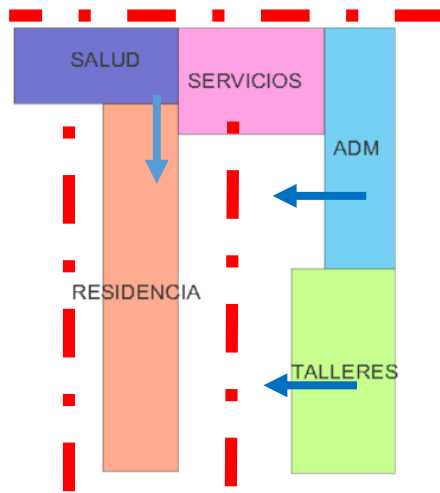 SALUD
SERVICIOS
ADM
RESIDENCIA
TALLERES